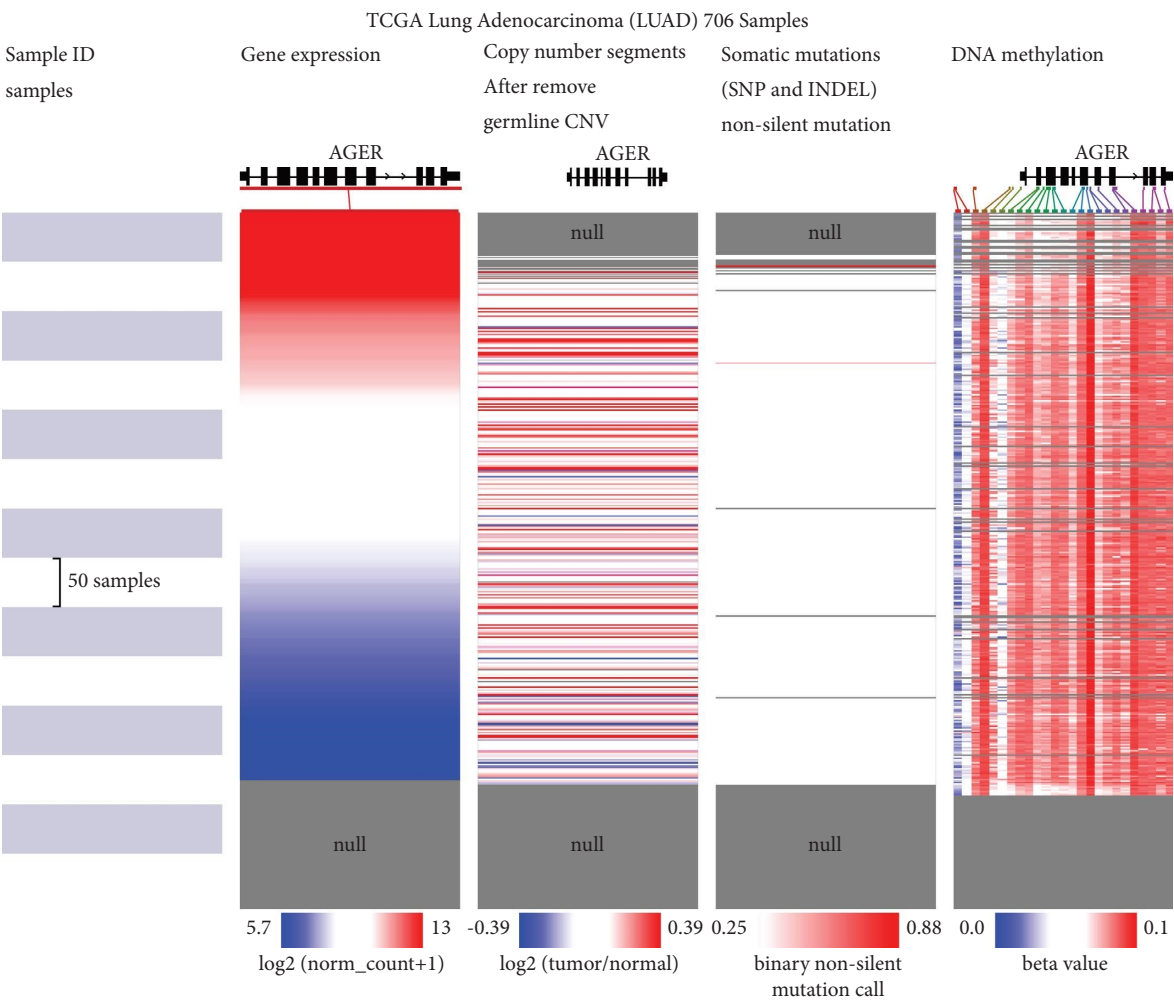 TCGA Lung Adenocarcinoma (LUAD) 706 Samples
Sample ID
samples
Gene expression
Copy number segments
After remove
germline CNV
Somatic mutations
(SNP and INDEL)
non-silent mutation
DNA methylation
AGER
AGER
AGER
null
null
50 samples
null
null
null
5.7
13
log2 (norm_count+1)
-0.39
0.39
log2 (tumor/normal)
0.25
0.88
binary non-silent
mutation call
0.0
0.1
beta value